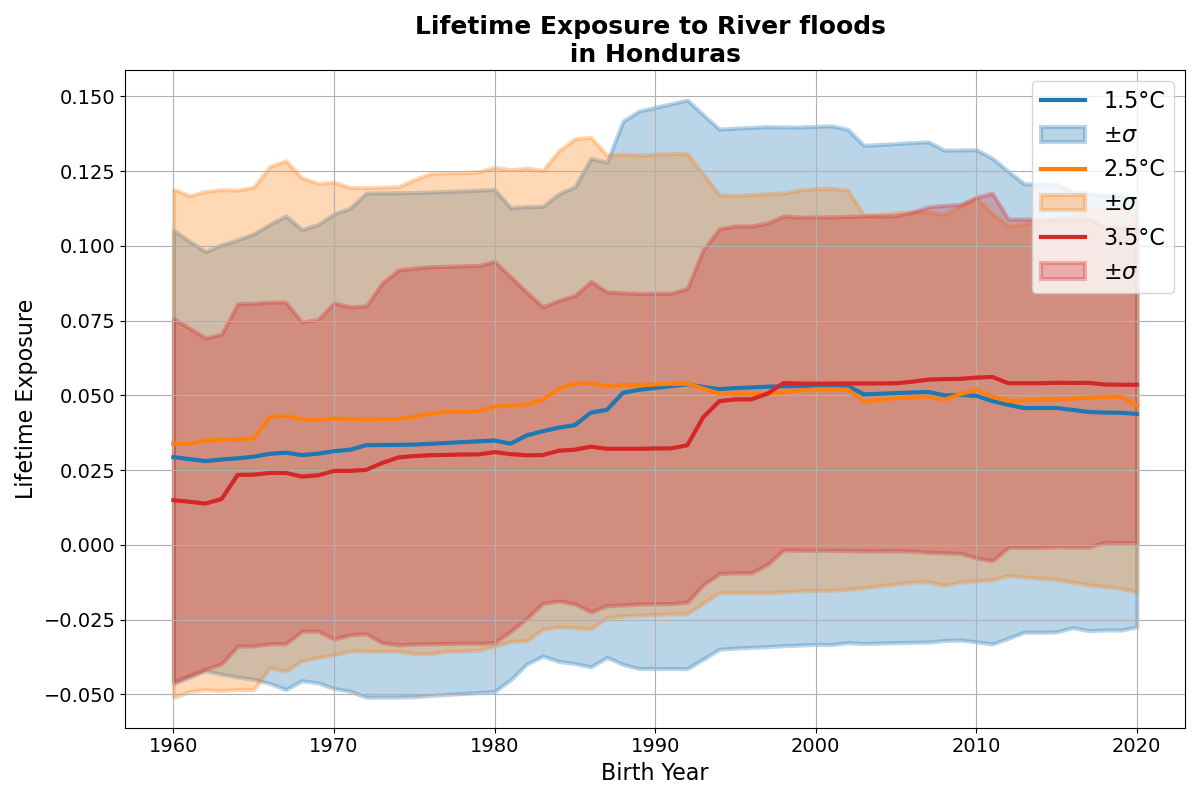 Lifetime Exposure to River floods
in Honduras
Lifetime Exposure
0.150
0.125
0.100
0.075
0.050
0.025
0.000
−0.025
−0.050
1.5°C
±σ
2.5°C
±σ
3.5°C
±σ
1960 1970 1980 1990 2000 2010 2020
Birth Year